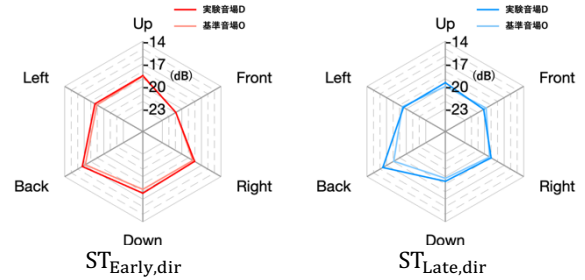 実験音場D
基準音場O
Up
-14
-17
-20
-23
(dB)
Left
Front
Back
Right
Down
ST_Early,dir
実験音場D
基準音場O
Up
-14
-17
-20
-23
(dB)
Left
Front
Back
Right
Down
ST_Late,dir